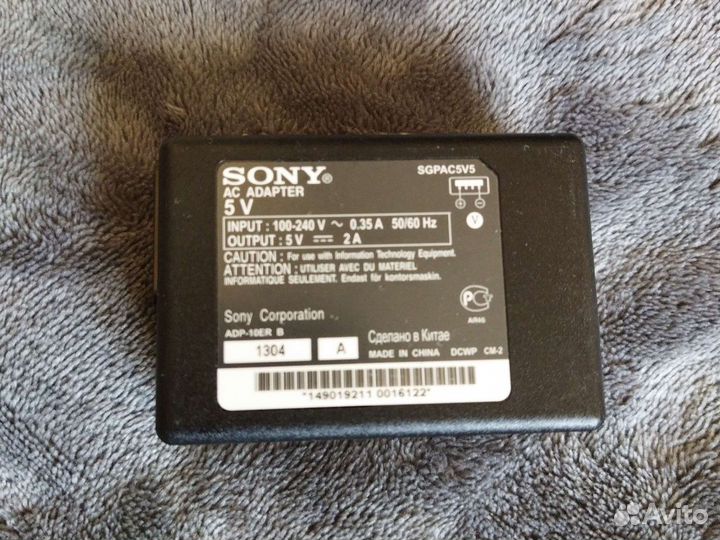 SONY®
SGPAC5V5
AC ADAPTER
5 V
INPUT : 100-240 V ~ 0.35 A 50/60 Hz
OUTPUT : 5 V ⎓ 2 A
CAUTION : For use with Information Technology Equipment.
ATTENTION : UTILISER AVEC DU MATERIEL
INFORMATIQUE SEULEMENT. Endast för kontorsmaskin.
+ -
V
Sony Corporation
РСТ
АЯ46
ADP-10ER B
1304 A
Сделано в Китае
MADE IN CHINA DCWP CM-2
*149019211 0016122*
Avito